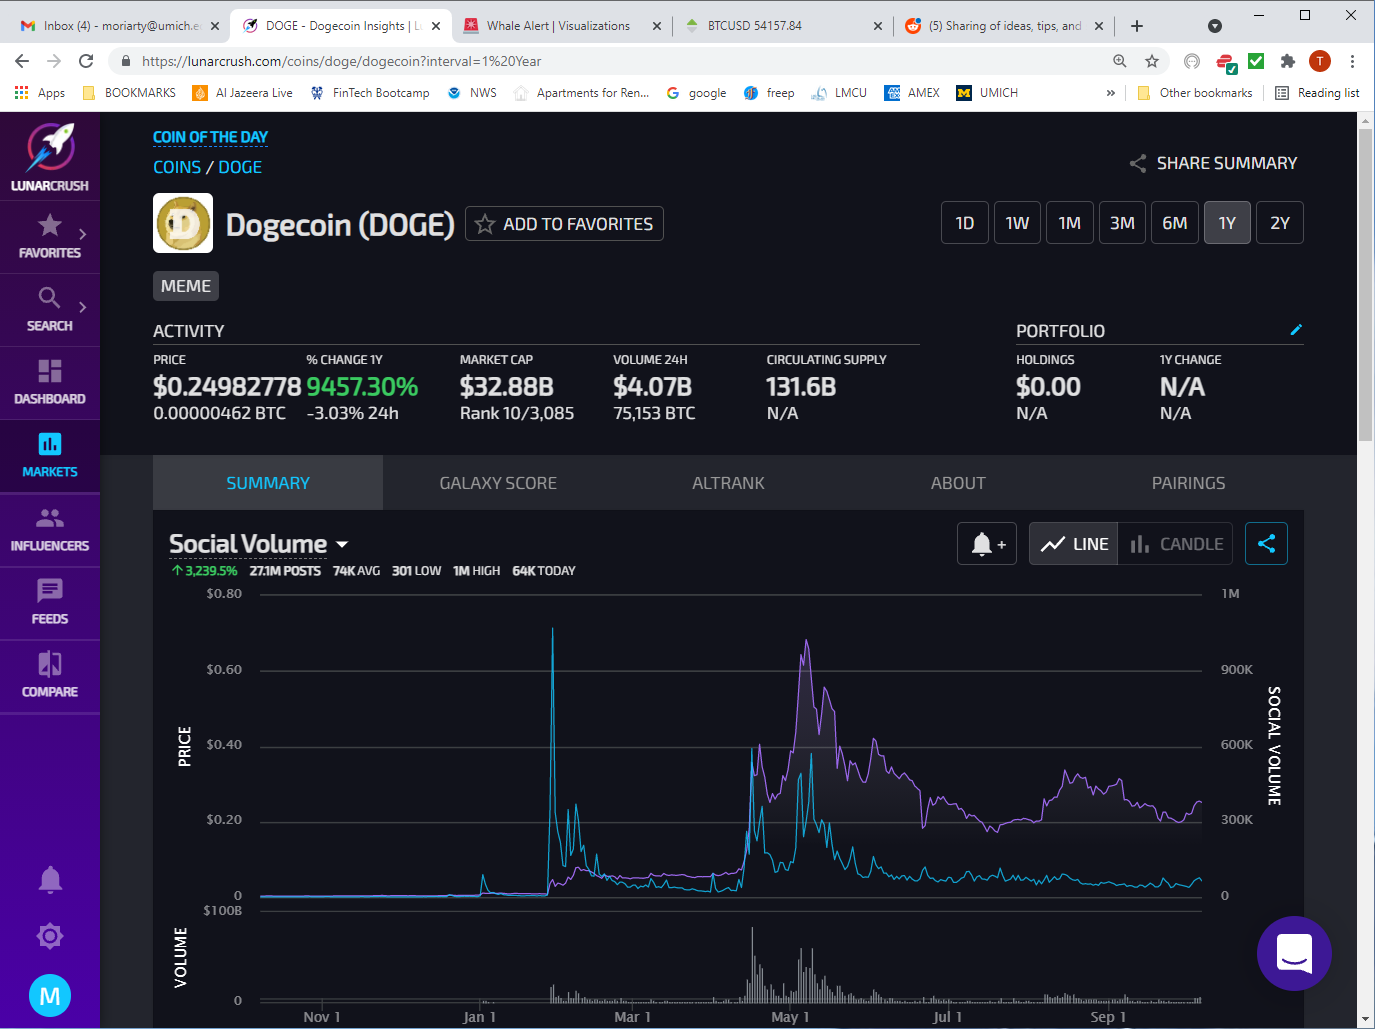 Inbox (4) - moriarty@umich.e
DOGE - Dogecoin Insights | L
Whale Alert | Visualizations
BTCUSD 54157.84
(5) Sharing of ideas, tips, and
https://lunarcrush.com/coins/doge/dogecoin?interval=1%20Year
T
Apps
BOOKMARKS
Al Jazeera Live
FinTech Bootcamp
NWS
Apartments for Ren...
google
freep
LMCU
AMEX
UMICH
»
Other bookmarks
Reading list
LUNARCRUSH
FAVORITES
SEARCH
DASHBOARD
MARKETS
INFLUENCERS
FEEDS
COMPARE
M
COIN OF THE DAY
COINS / DOGE
SHARE SUMMARY
Dogecoin (DOGE)
ADD TO FAVORITES
1D 1W 1M 3M 6M 1Y 2Y
MEME
ACTIVITY
PRICE % CHANGE 1Y MARKET CAP VOLUME 24H CIRCULATING SUPPLY
$0.24982778 9457.30% $32.88B $4.07B 131.6B
0.00000462 BTC -3.03% 24h Rank 10/3,085 75,153 BTC N/A
PORTFOLIO
HOLDINGS 1Y CHANGE
$0.00 N/A
N/A N/A
SUMMARY GALAXY SCORE ALTRANK ABOUT PAIRINGS
Social Volume
+
LINE
CANDLE
↑ 3,239.5% 27.1M POSTS 74K AVG 301 LOW 1M HIGH 64K TODAY
$0.80 1M
$0.60 900K
$0.40 600K
$0.20 300K
0 0
PRICE
SOCIAL VOLUME
$100B
VOLUME
0
Nov 1 Jan 1 Mar 1 May 1 Jul 1 Sep 1